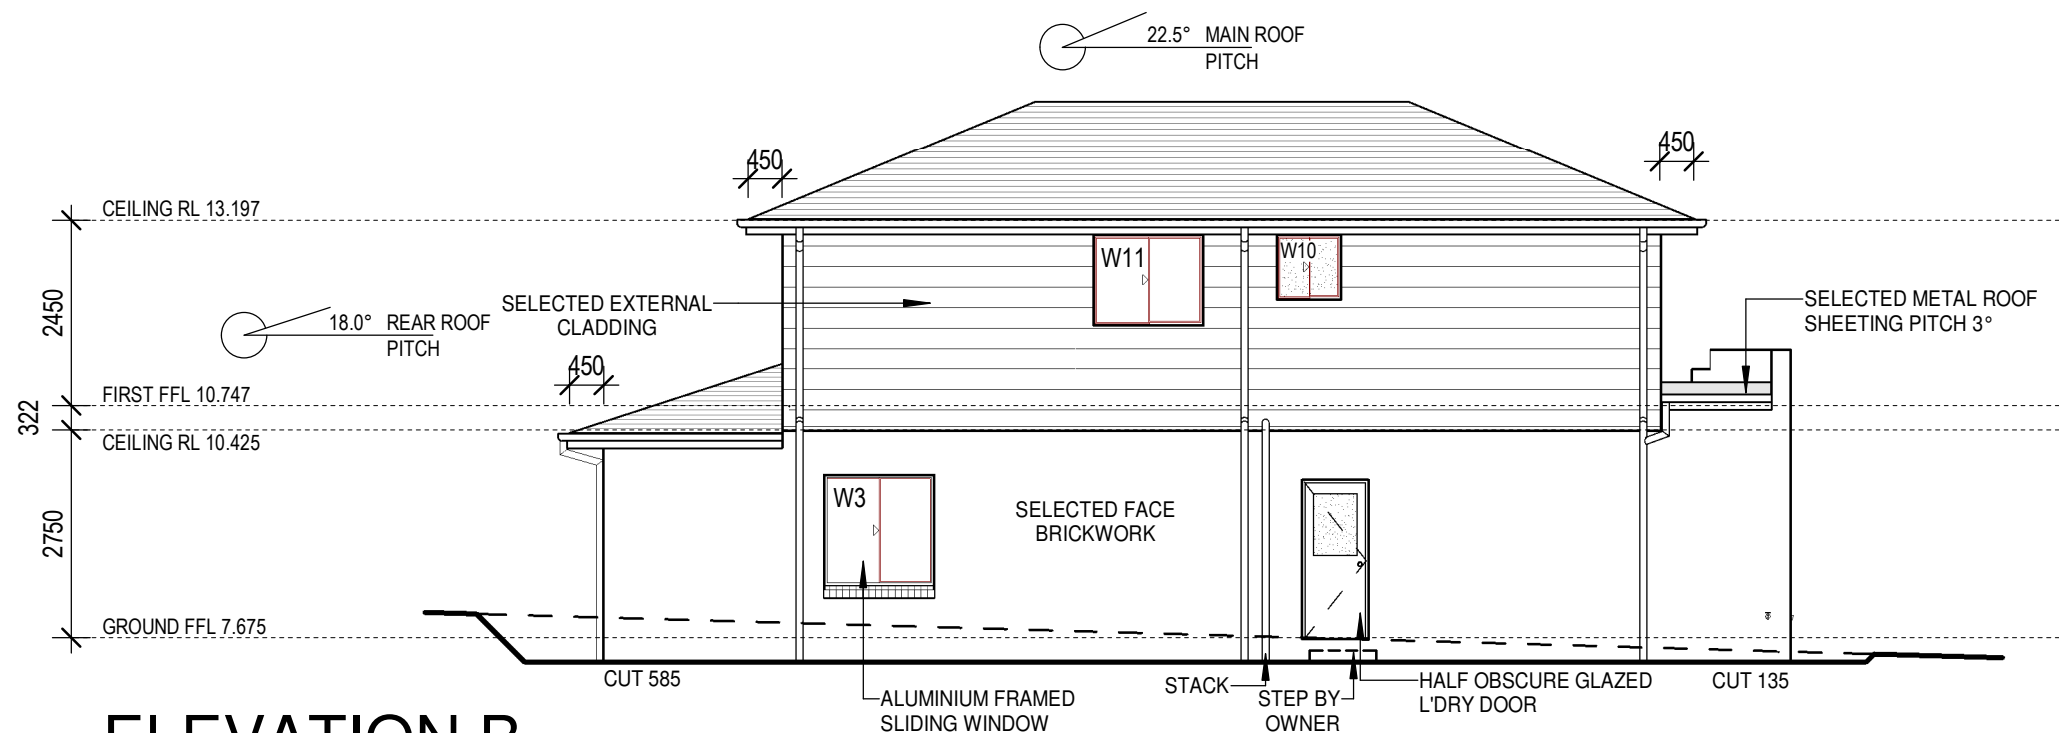 22.5° MAIN ROOF
PITCH
450
450
CEILING RL 13.197
2450
SELECTED EXTERNAL
CLADDING
W11
W10
SELECTED METAL ROOF
SHEETING PITCH 3°
18.0° REAR ROOF
PITCH
450
FIRST FFL 10.747
322
CEILING RL 10.425
2750
W3
SELECTED FACE
BRICKWORK
GROUND FFL 7.675
CUT 585
ALUMINIUM FRAMED
SLIDING WINDOW
STACK
STEP BY
OWNER
HALF OBSCURE GLAZED
L'DRY DOOR
CUT 135
ELEVATION B